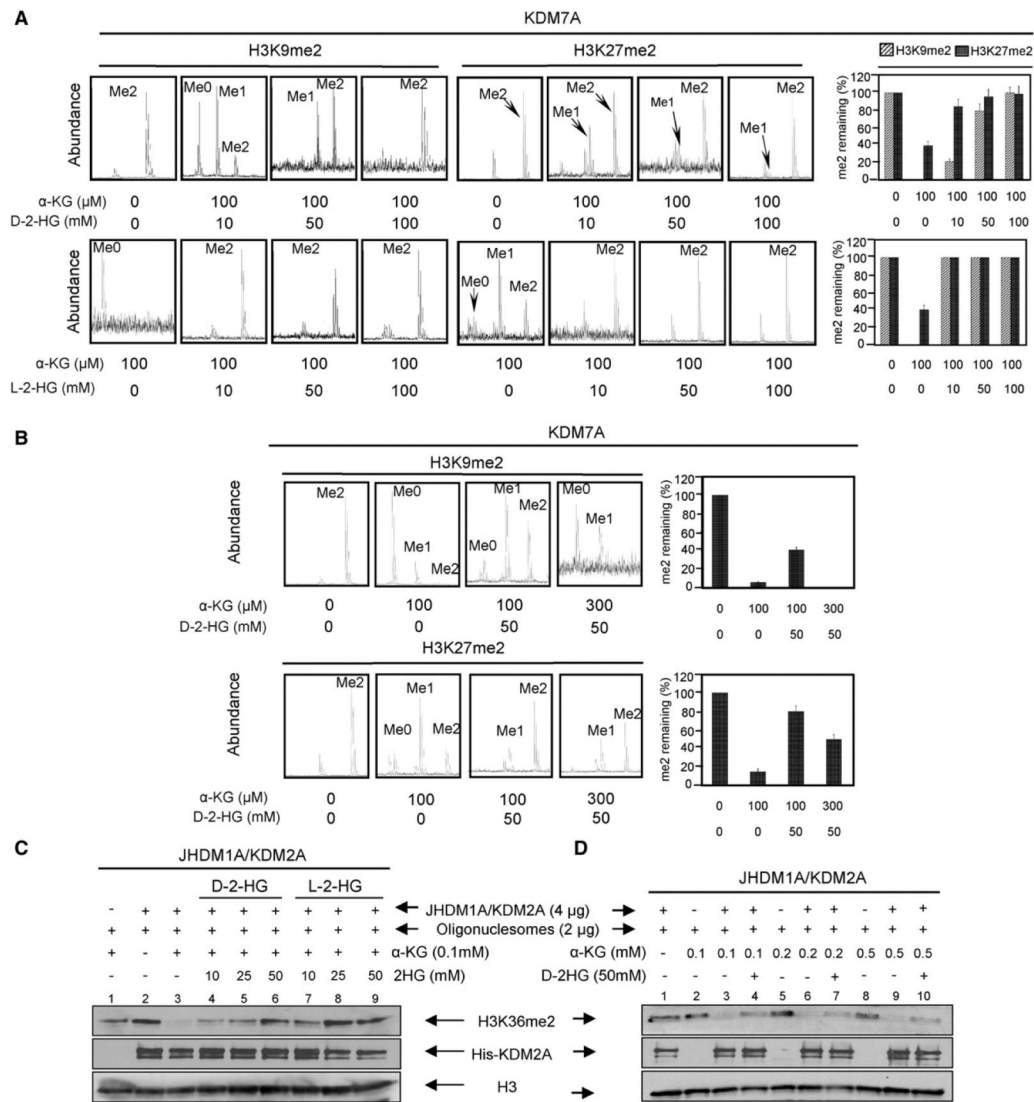 A
KDM7A
H3K9me2
H3K27me2
H3K9me2 H3K27me2
Abundance
Me2
Me0 Me1
Me2
Me1 Me2
Me2
Me2
Me2
Me1
Me2
Me1
Me2
Me1
me2 remaining (%)
120
100
80
60
40
20
0
α-KG (µM) 0 100 100 100 0 100 100 100 0 100 100 100 100
D-2-HG (mM) 0 10 50 100 0 10 50 100 0 0 10 50 100
Abundance
Me0
Me2
Me2
Me2
Me1
Me0
Me2
Me2
Me2
Me2
me2 remaining (%)
120
100
80
60
40
20
0
α-KG (µM) 100 100 100 100 100 100 100 100 0 100 100 100 100
L-2-HG (mM) 0 10 50 100 0 10 50 100 0 0 10 50 100
B
KDM7A
H3K9me2
Abundance
Me2
Me0
Me1
Me2
Me1
Me2
Me0
Me0
Me1
me2 remaining (%)
120
100
80
60
40
20
0
α-KG (µM) 0 100 100 300 0 100 100 300
D-2-HG (mM) 0 0 50 50 0 0 50 50
H3K27me2
Abundance
Me2
Me1
Me0 Me2
Me2
Me1
Me2
Me1
me2 remaining (%)
120
100
80
60
40
20
0
α-KG (µM) 0 100 100 300 0 100 100 300
D-2-HG (mM) 0 0 50 50 0 0 50 50
C
JHDM1A/KDM2A
D-2-HG L-2-HG
- + + + + + + + + JHDM1A/KDM2A (4 µg)
+ + + + + + + + + Oligonuclesomes (2 µg)
+ - + + + + + + + α-KG (0.1mM)
- - - 10 25 50 10 25 50 2HG (mM)
1 2 3 4 5 6 7 8 9
H3K36me2
His-KDM2A
H3
D
JHDM1A/KDM2A
+ - + + - + + - + +
+ + + + + + + + + +
α-KG (mM) - 0.1 0.1 0.1 0.2 0.2 0.2 0.5 0.5 0.5
D-2HG (50mM) - - - + - - + - - +
1 2 3 4 5 6 7 8 9 10